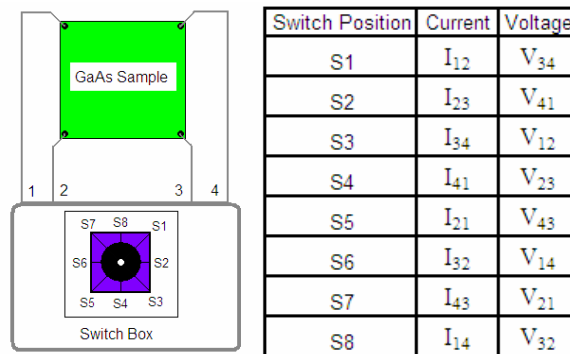 GaAs Sample
1 2 3 4
S7 S8 S1
S6 S2
S5 S4 S3
Switch Box
Switch Position Current Voltage
S1 I₁₂ V₃₄
S2 I₂₃ V₄₁
S3 I₃₄ V₁₂
S4 I₄₁ V₂₃
S5 I₂₁ V₄₃
S6 I₃₂ V₁₄
S7 I₄₃ V₂₁
S8 I₁₄ V₃₂